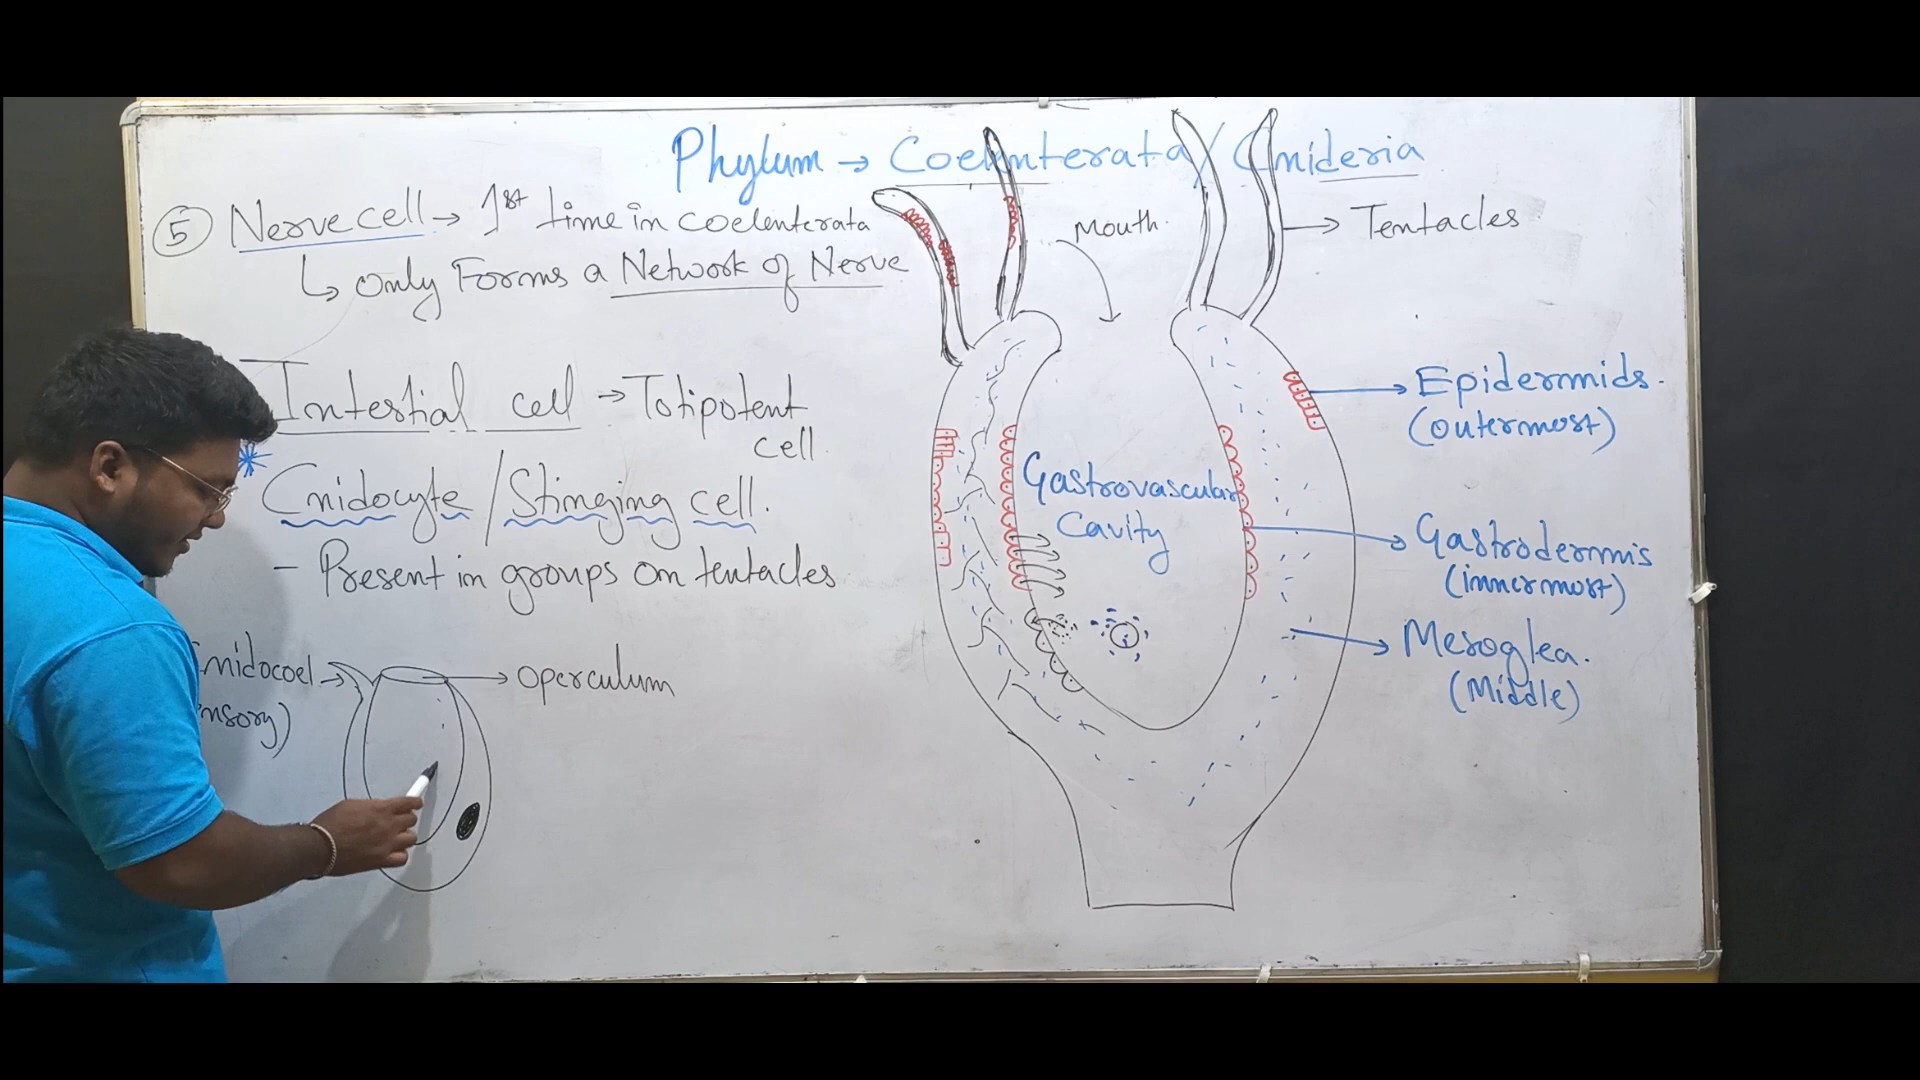 Phylum → Coelenterata / Cnideria
⑤ Nerve cell → 1st time in coelenterata
↳ only Forms a Network of Nerve
Intestial cell → Totipotent
cell
* Cnidocyte / Stinging cell.
- Present in groups on tentacles
nidocoel →
nsory)
→ operculum
Mouth
→ Tentacles
→ Epidermids.
(outermost)
Gastrovascular
Cavity
→ Gastrodermis
(innermost)
→ Mesoglea.
(Middle)